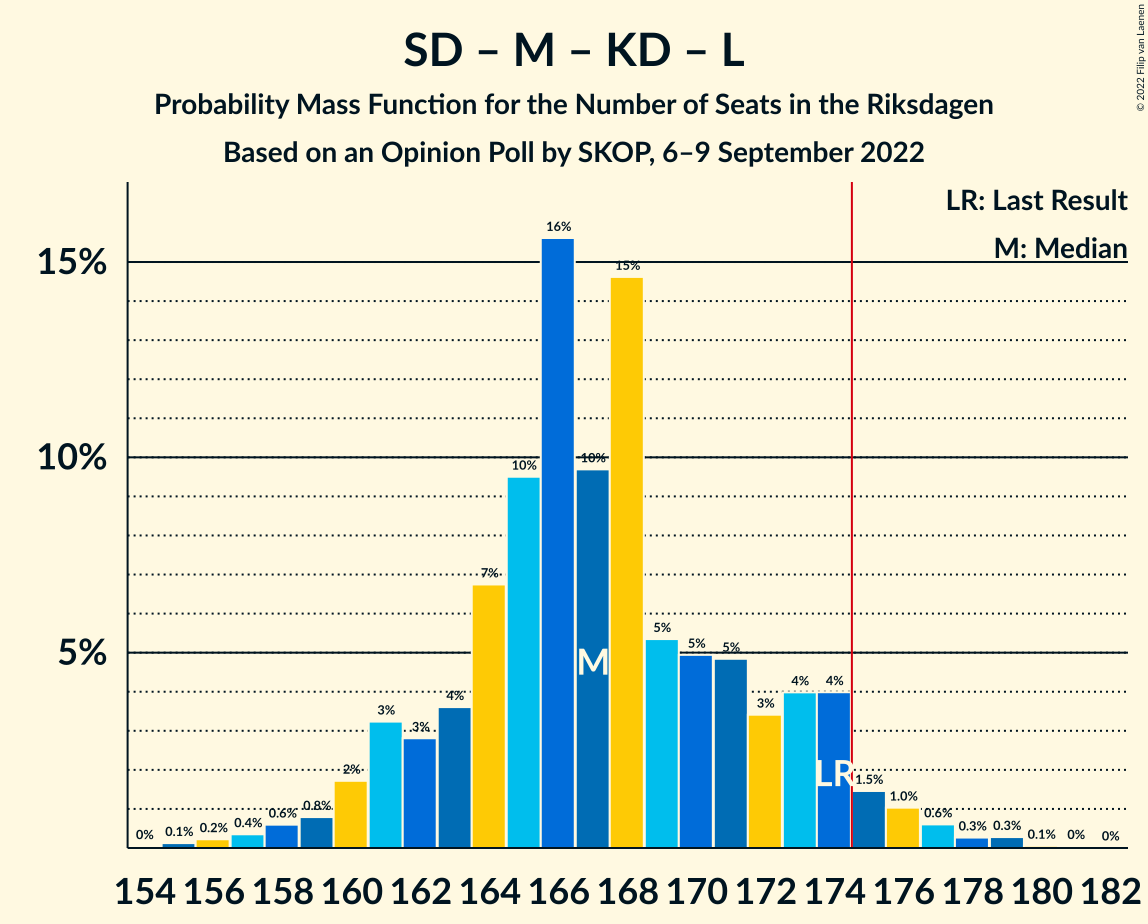 SD – M – KD – L
Probability Mass Function for the Number of Seats in the Riksdagen
Based on an Opinion Poll by SKOP, 6–9 September 2022
© 2022 Filip van Laenen
LR: Last Result
M: Median
15%
10%
5%
0% 0.1% 0.2% 0.4% 0.6% 0.8% 2% 3% 3% 4% 7% 10% 16% 10% 15% 5% 5% 5% 3% 4% 4% 1.5% 1.0% 0.6% 0.3% 0.3% 0.1% 0% 0%
M
LR
154 156 158 160 162 164 166 168 170 172 174 176 178 180 182